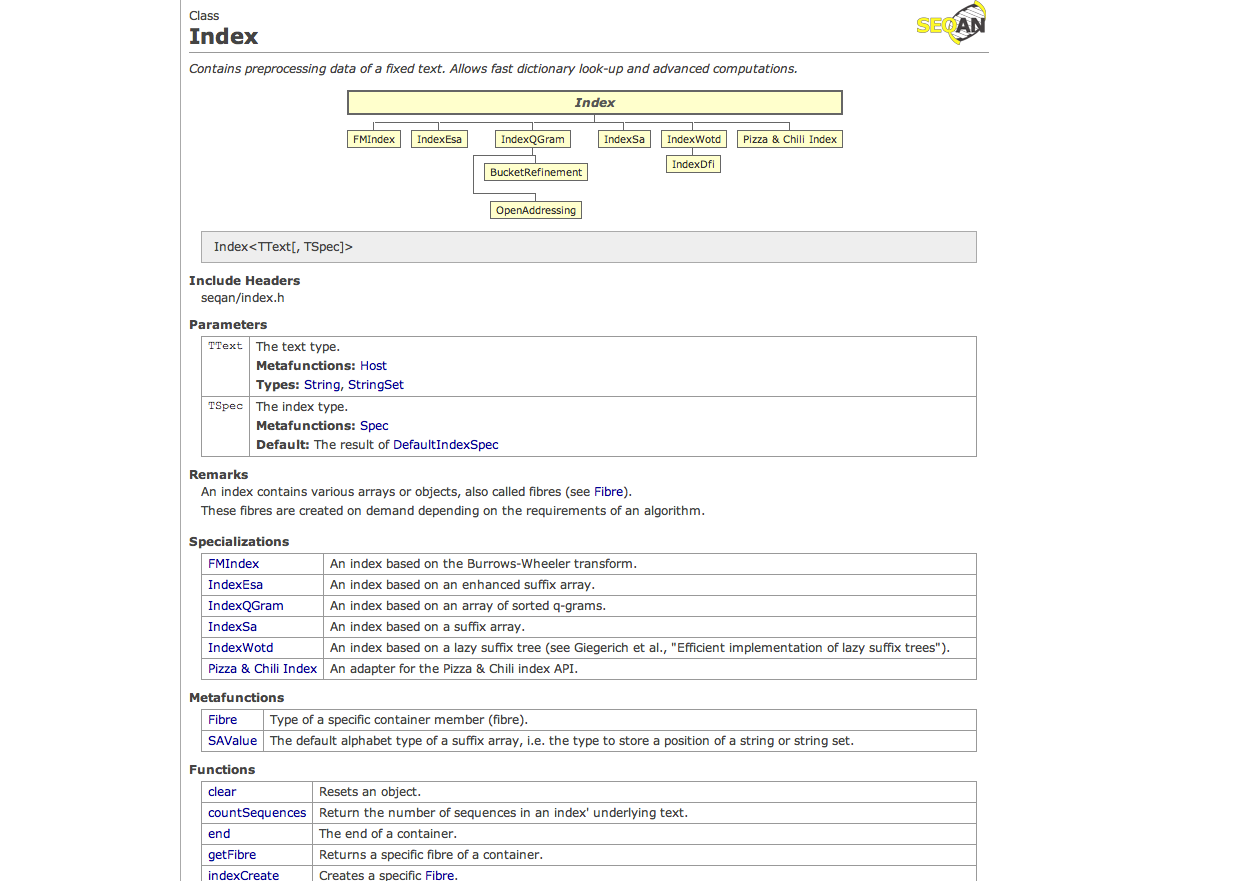 Class
SEQAN
Index
Contains preprocessing data of a fixed text. Allows fast dictionary look-up and advanced computations.
Index
FMIndex IndexEsa IndexQGram IndexSa IndexWotd Pizza & Chili Index
BucketRefinement IndexDfi
OpenAddressing
Index<TText[, TSpec]>
Include Headers
seqan/index.h
Parameters
TText The text type.
Metafunctions: Host
Types: String, StringSet
TSpec The index type.
Metafunctions: Spec
Default: The result of DefaultIndexSpec
Remarks
An index contains various arrays or objects, also called fibres (see Fibre).
These fibres are created on demand depending on the requirements of an algorithm.
Specializations
FMIndex An index based on the Burrows-Wheeler transform.
IndexEsa An index based on an enhanced suffix array.
IndexQGram An index based on an array of sorted q-grams.
IndexSa An index based on a suffix array.
IndexWotd An index based on a lazy suffix tree (see Giegerich et al., "Efficient implementation of lazy suffix trees").
Pizza & Chili Index An adapter for the Pizza & Chili index API.
Metafunctions
Fibre Type of a specific container member (fibre).
SAValue The default alphabet type of a suffix array, i.e. the type to store a position of a string or string set.
Functions
clear Resets an object.
countSequences Return the number of sequences in an index' underlying text.
end The end of a container.
getFibre Returns a specific fibre of a container.
indexCreate Creates a specific Fibre.